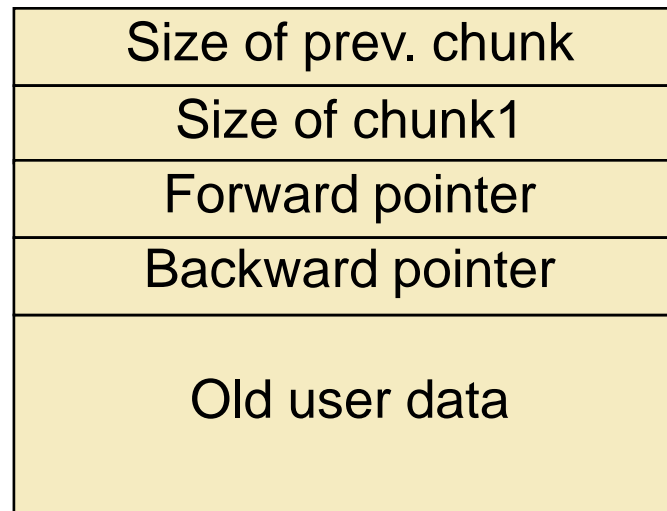 Size of prev. chunk
Size of chunk1
Forward pointer
Backward pointer
Old user data